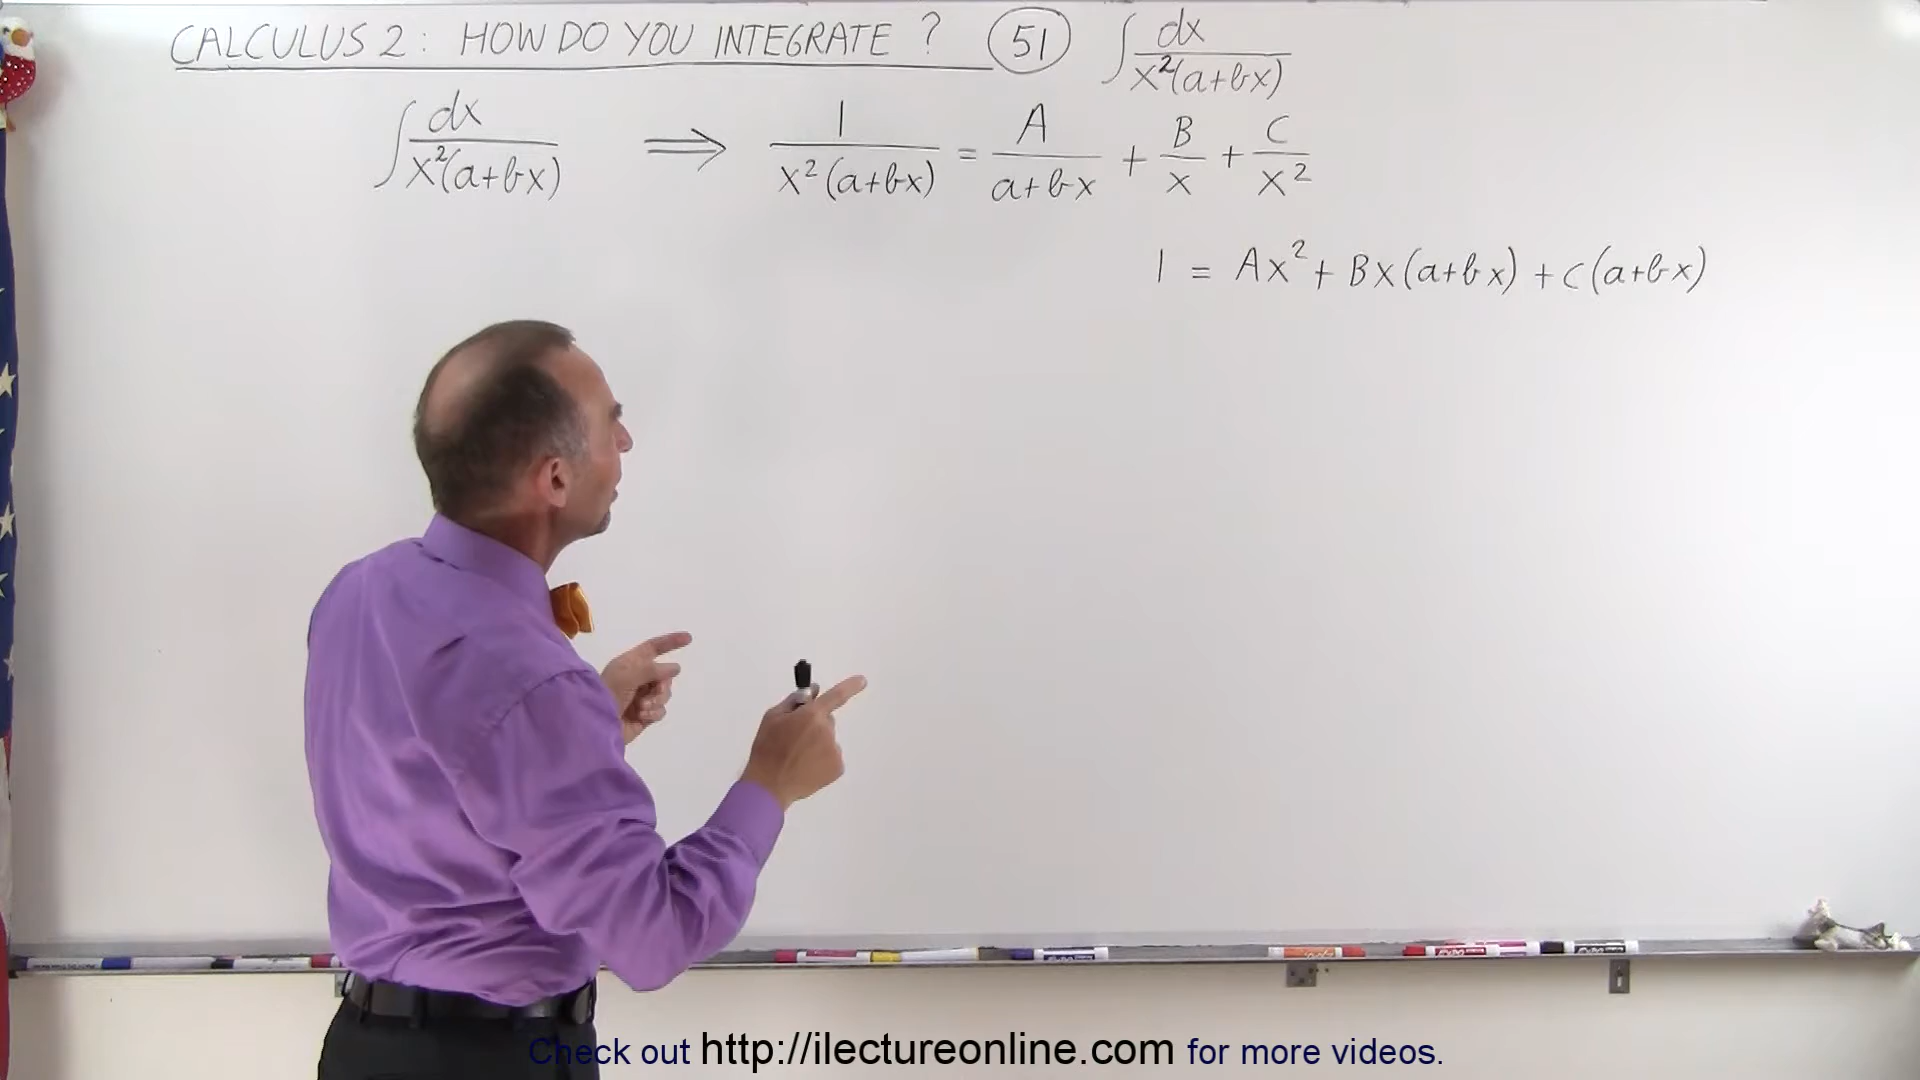 CALCULUS 2: HOW DO YOU INTEGRATE ? (51) ∫ dx / x²(a+bx)
∫ dx / x²(a+bx) ⟹ 1 / x²(a+bx) = A / a+bx + B / x + C / x²
1 = Ax² + Bx(a+bx) + C(a+bx)
Check out http://ilectureonline.com for more videos.